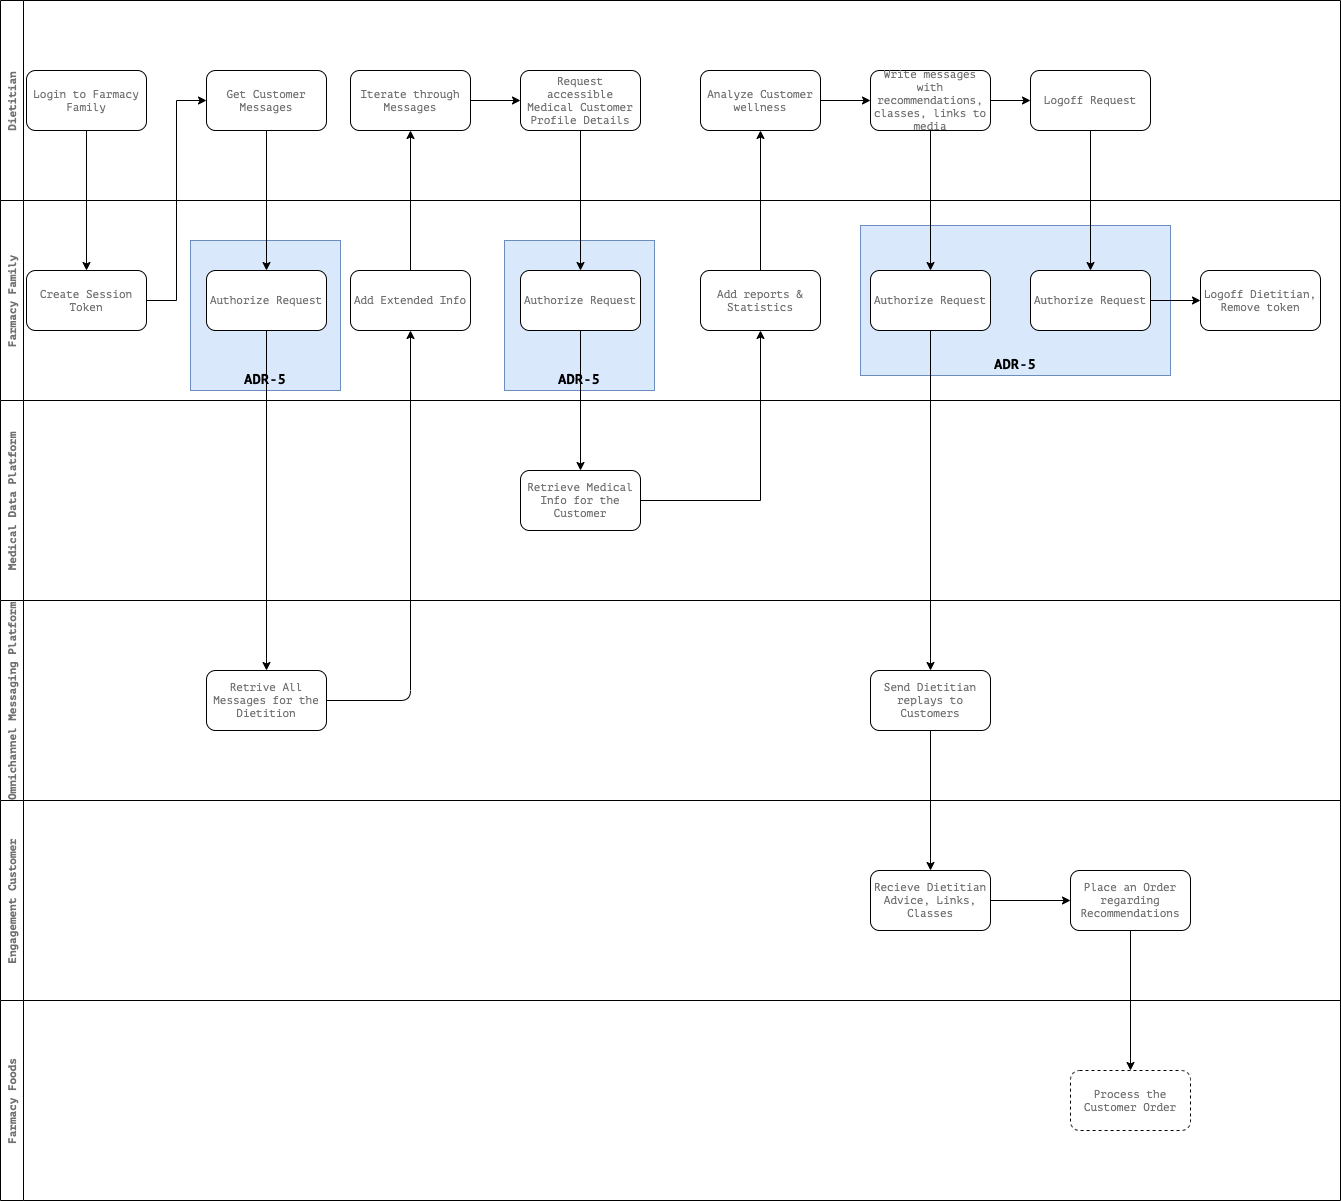 Dietitian
Login to Farmacy
Family
Get Customer
Messages
Iterate through
Messages
Request
accessible
Medical Customer
Profile Details
Analyze Customer
wellness
Write messages
with
recommendations,
classes, links to
media
Logoff Request
Farmacy Family
Create Session
Token
Authorize Request
ADR-5
Add Extended Info
Authorize Request
ADR-5
Add reports &
Statistics
Authorize Request
Authorize Request
ADR-5
Logoff Dietitian,
Remove token
Medical Data Platform
Retrieve Medical
Info for the
Customer
Omnichannel Messaging Platform
Retrive All
Messages for the
Dietition
Send Dietitian
replays to
Customers
Engagement Customer
Recieve Dietitian
Advice, Links,
Classes
Place an Order
regarding
Recommendations
Farmacy Foods
Process the
Customer Order